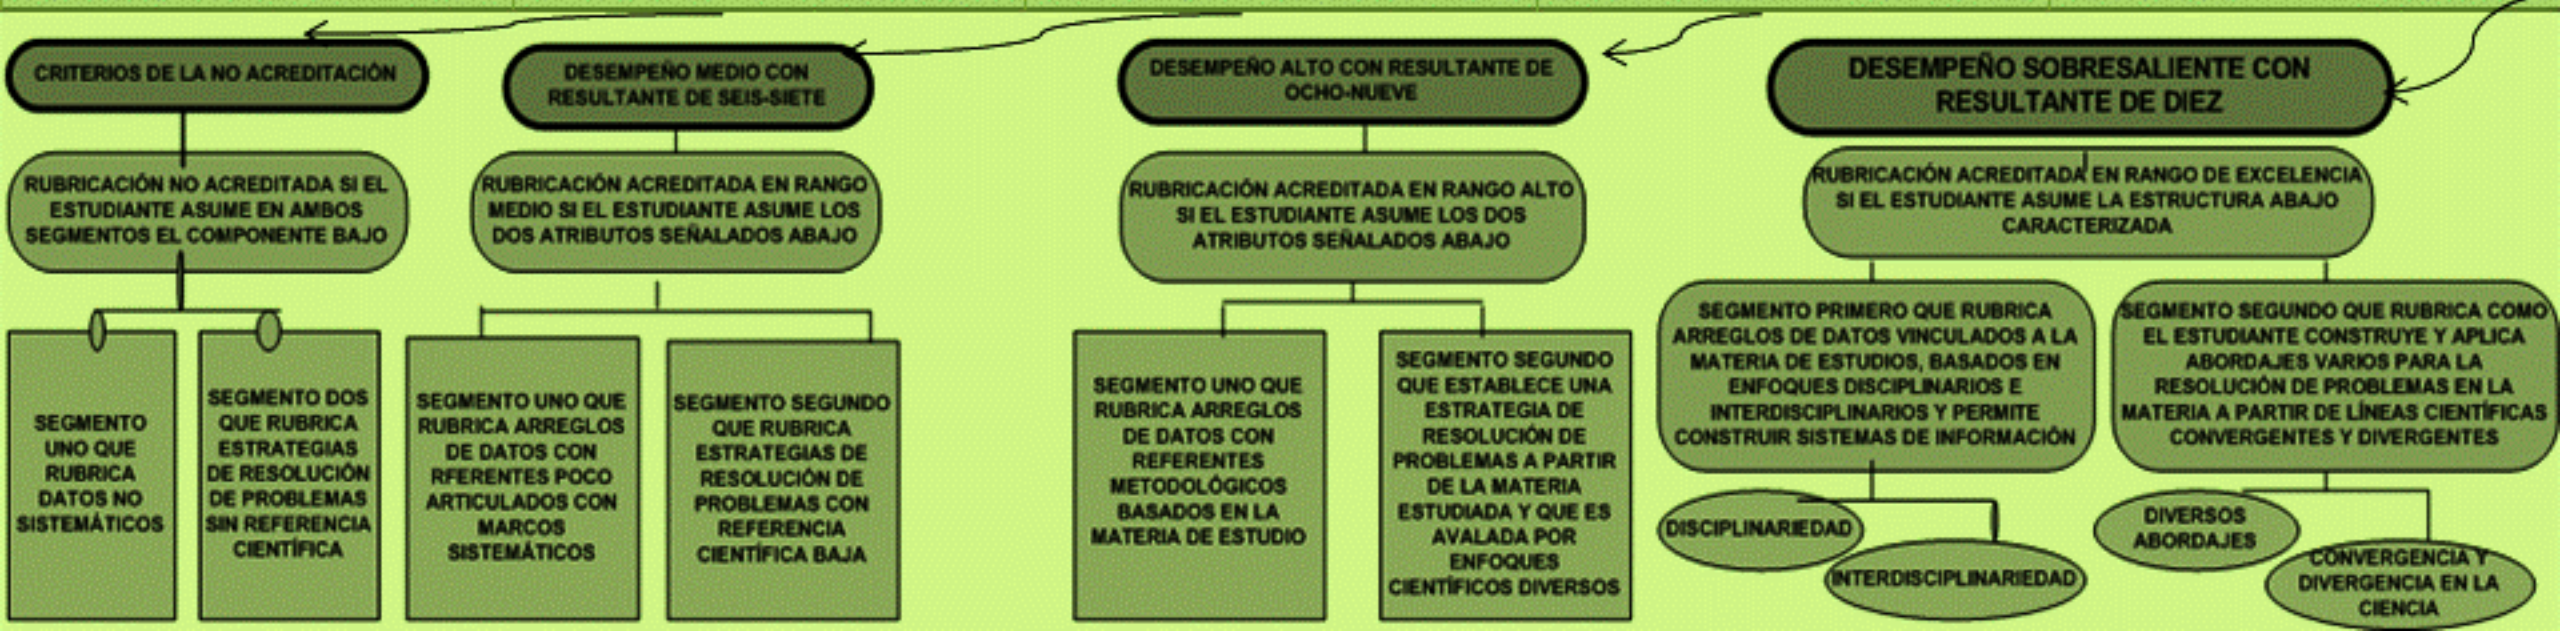 CRITERIOS DE LA NO ACREDITACIÓN
RUBRICACIÓN NO ACREDITADA SI EL
ESTUDIANTE ASUME EN AMBOS
SEGMENTOS EL COMPONENTE BAJO
SEGMENTO
UNO QUE
RUBRICA
DATOS NO
SISTEMÁTICOS
SEGMENTO DOS
QUE RUBRICA
ESTRATEGIAS
DE RESOLUCIÓN
DE PROBLEMAS
SIN REFERENCIA
CIENTÍFICA
DESEMPEÑO MEDIO CON
RESULTANTE DE SEIS-SIETE
RUBRICACIÓN ACREDITADA EN RANGO
MEDIO SI EL ESTUDIANTE ASUME LOS
DOS ATRIBUTOS SEÑALADOS ABAJO
SEGMENTO UNO QUE
RUBRICA ARREGLOS
DE DATOS CON
RFERENTES POCO
ARTICULADOS CON
MARCOS
SISTEMÁTICOS
SEGMENTO SEGUNDO
QUE RUBRICA
ESTRATEGIAS DE
RESOLUCIÓN DE
PROBLEMAS CON
REFERENCIA
CIENTÍFICA BAJA
DESEMPEÑO ALTO CON RESULTANTE DE
OCHO-NUEVE
RUBRICACIÓN ACREDITADA EN RANGO ALTO
SI EL ESTUDIANTE ASUME LOS DOS
ATRIBUTOS SEÑALADOS ABAJO
SEGMENTO UNO QUE
RUBRICA ARREGLOS
DE DATOS CON
REFERENTES
METODOLÓGICOS
BASADOS EN LA
MATERIA DE ESTUDIO
SEGMENTO SEGUNDO
QUE ESTABLECE UNA
ESTRATEGIA DE
RESOLUCIÓN DE
PROBLEMAS A PARTIR
DE LA MATERIA
ESTUDIADA Y QUE ES
AVALADA POR
ENFOQUES
CIENTÍFICOS DIVERSOS
DESEMPEÑO SOBRESALIENTE CON
RESULTANTE DE DIEZ
RUBRICACIÓN ACREDITADA EN RANGO DE EXCELENCIA
SI EL ESTUDIANTE ASUME LA ESTRUCTURA ABAJO
CARACTERIZADA
SEGMENTO PRIMERO QUE RUBRICA
ARREGLOS DE DATOS VINCULADOS A LA
MATERIA DE ESTUDIOS, BASADOS EN
ENFOQUES DISCIPLINARIOS E
INTERDISCIPLINARIOS Y PERMITE
CONSTRUIR SISTEMAS DE INFORMACIÓN
DISCIPLINARIEDAD
INTERDISCIPLINARIEDAD
SEGMENTO SEGUNDO QUE RUBRICA COMO
EL ESTUDIANTE CONSTRUYE Y APLICA
ABORDAJES VARIOS PARA LA
RESOLUCIÓN DE PROBLEMAS EN LA
MATERIA A PARTIR DE LÍNEAS CIENTÍFICAS
CONVERGENTES Y DIVERGENTES
DIVERSOS
ABORDAJES
CONVERGENCIA Y
DIVERGENCIA EN LA
CIENCIA